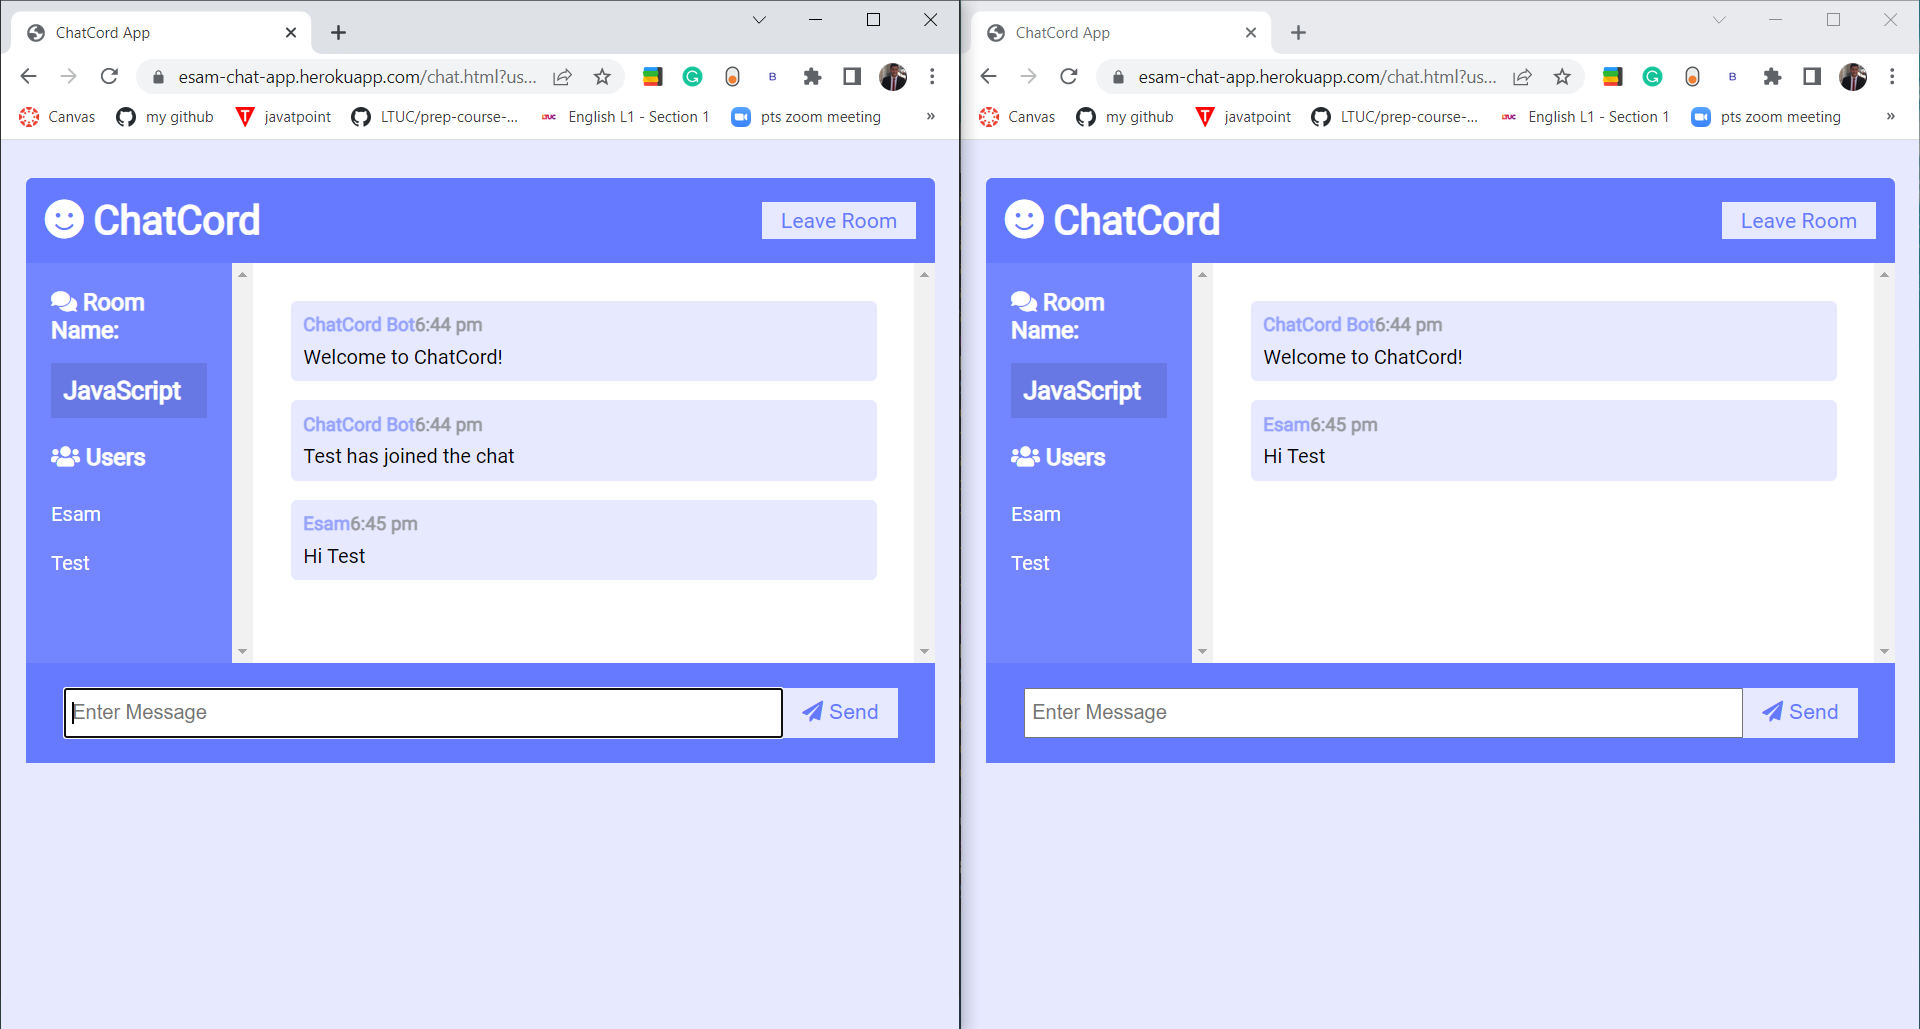 ChatCord App
esam-chat-app.herokuapp.com/chat.html?us...
B
Canvas
my github
javatpoint
LTUC/prep-course-...
LTUC
English L1 - Section 1
pts zoom meeting
»
ChatCord
Leave Room
Room
Name:
JavaScript
Users
Esam
Test
ChatCord Bot6:44 pm
Welcome to ChatCord!
ChatCord Bot6:44 pm
Test has joined the chat
Esam6:45 pm
Hi Test
Enter Message
Send
ChatCord App
esam-chat-app.herokuapp.com/chat.html?us...
B
Canvas
my github
javatpoint
LTUC/prep-course-...
LTUC
English L1 - Section 1
pts zoom meeting
»
ChatCord
Leave Room
Room
Name:
JavaScript
Users
Esam
Test
ChatCord Bot6:44 pm
Welcome to ChatCord!
Esam6:45 pm
Hi Test
Enter Message
Send